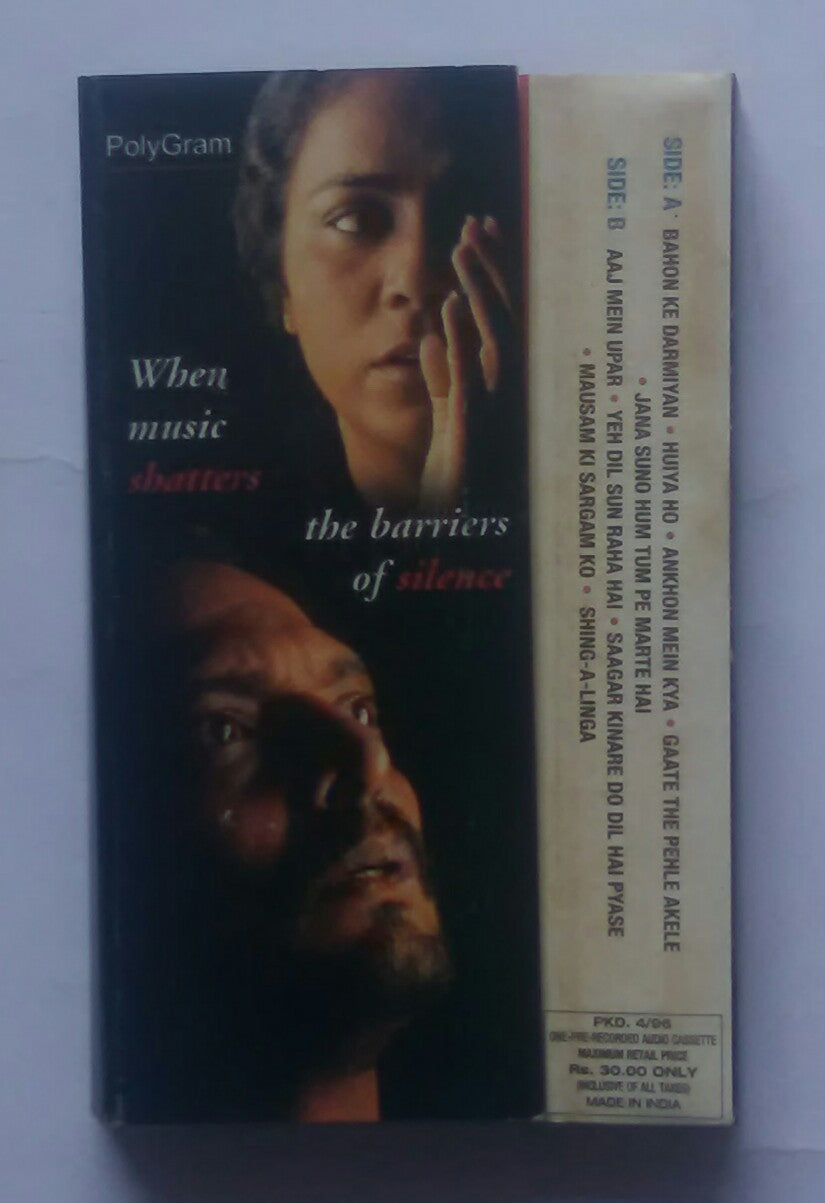 PolyGram
When
music
shatters
the barriers
of silence
SIDE: A • BAHON KE DARMIYAN • HUIYA HO • ANKHON MEIN KYA • GAATE THE PEHLE AKELE
• JANA SUNO HUM TUM PE MARTE HAI
SIDE: B AAJ MEIN UPAR • YEH DIL SUN RAHA HAI • SAAGAR KINARE DO DIL HAI PYASE
• MAUSAM KI SARGAM KO • SHING-A-LINGA
PKD. 4/96
ONE-PRE-RECORDED AUDIO CASSETTE
MAXIMUM RETAIL PRICE
Rs. 30.00 ONLY
(INCLUSIVE OF ALL TAXES)
MADE IN INDIA